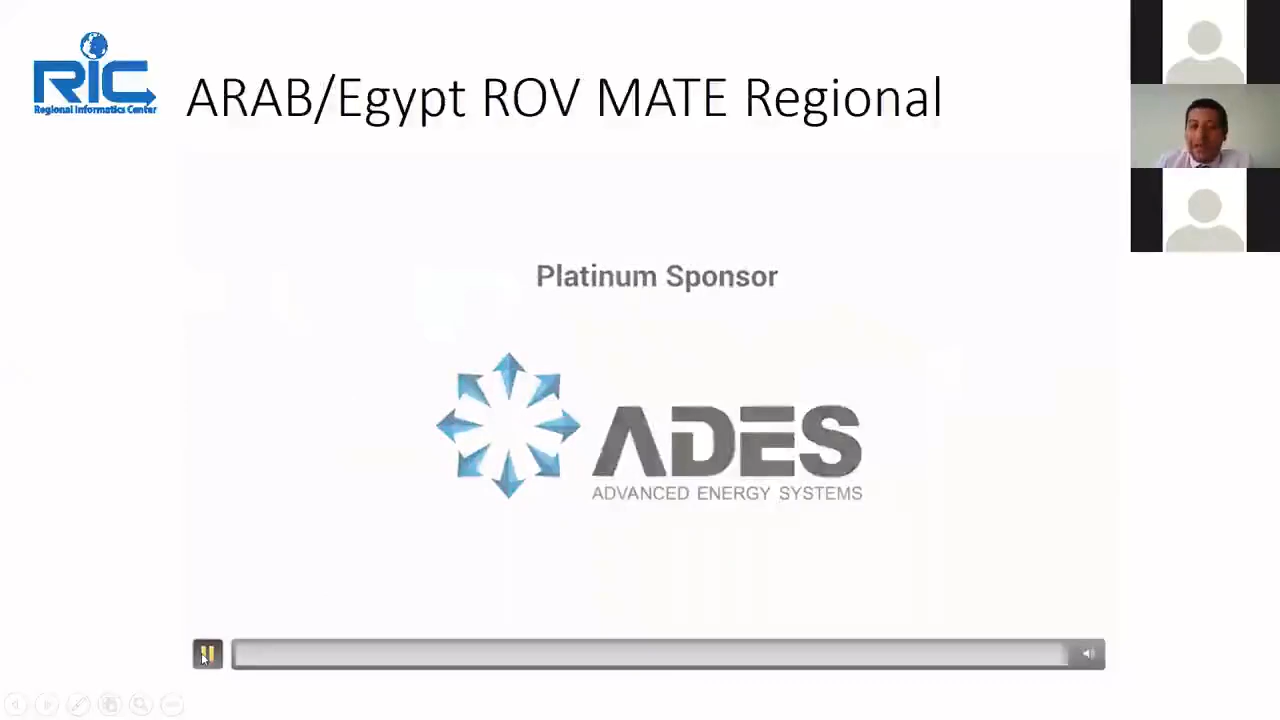 RIC
Regional Informatics Center
ARAB/Egypt ROV MATE Regional
Platinum Sponsor
ADES
ADVANCED ENERGY SYSTEMS